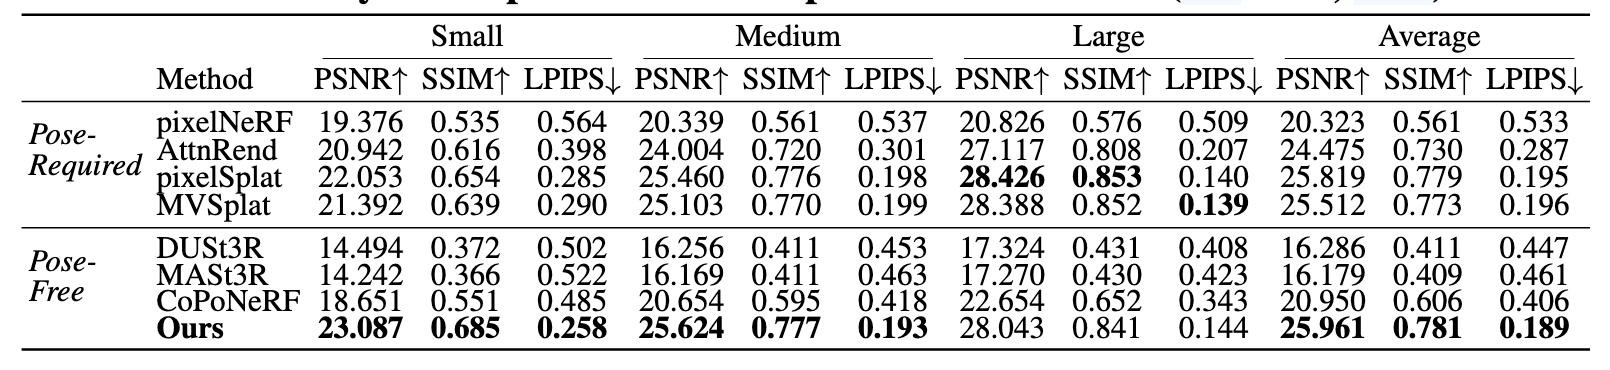 Small Medium Large Average
Method PSNR↑ SSIM↑ LPIPS↓ PSNR↑ SSIM↑ LPIPS↓ PSNR↑ SSIM↑ LPIPS↓ PSNR↑ SSIM↑ LPIPS↓
Pose-Required
pixelNeRF 19.376 0.535 0.564 20.339 0.561 0.537 20.826 0.576 0.509 20.323 0.561 0.533
AttnRend 20.942 0.616 0.398 24.004 0.720 0.301 27.117 0.808 0.207 24.475 0.730 0.287
pixelSplat 22.053 0.654 0.285 25.460 0.776 0.198 28.426 0.853 0.140 25.819 0.779 0.195
MVSplat 21.392 0.639 0.290 25.103 0.770 0.199 28.388 0.852 0.139 25.512 0.773 0.196
Pose-Free
DUSt3R 14.494 0.372 0.502 16.256 0.411 0.453 17.324 0.431 0.408 16.286 0.411 0.447
MASt3R 14.242 0.366 0.522 16.169 0.411 0.463 17.270 0.430 0.423 16.179 0.409 0.461
CoPoNeRF 18.651 0.551 0.485 20.654 0.595 0.418 22.654 0.652 0.343 20.950 0.606 0.406
Ours 23.087 0.685 0.258 25.624 0.777 0.193 28.043 0.841 0.144 25.961 0.781 0.189